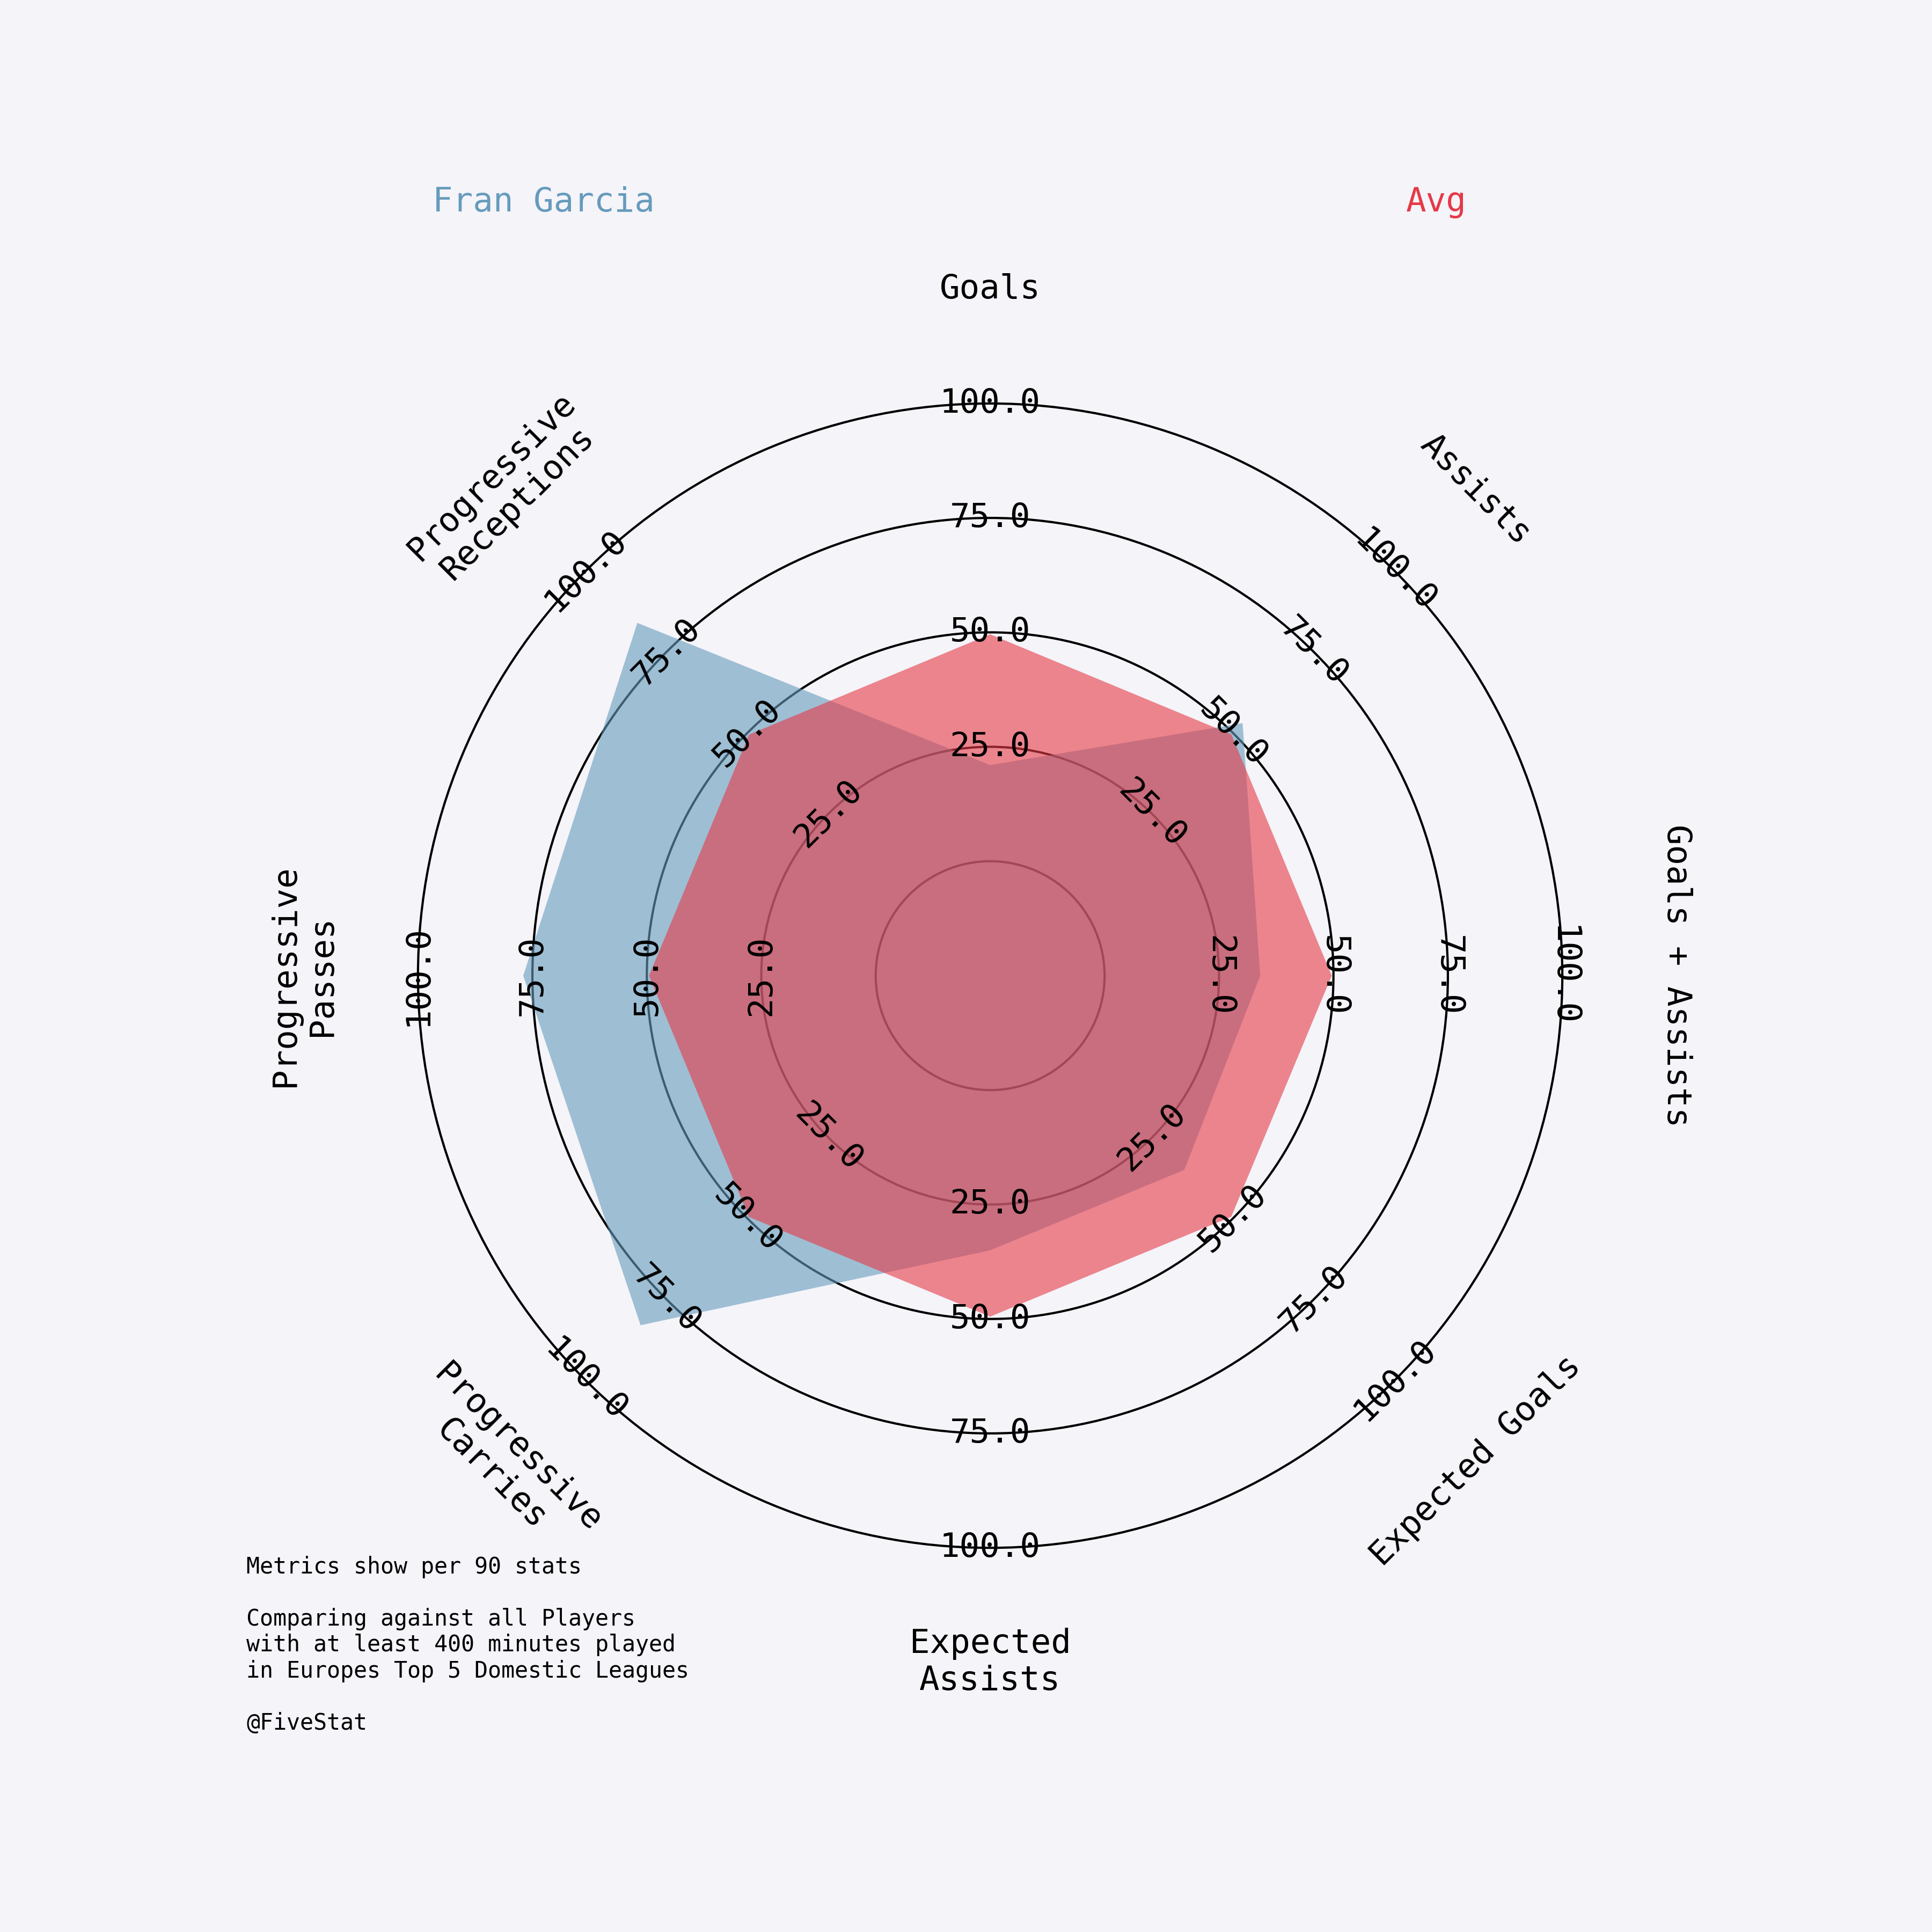 Fran Garcia
Avg
Goals
Assists
Goals + Assists
Expected Goals
Expected
Assists
Progressive
Carries
Progressive
Passes
Progressive
Receptions
25.0
50.0
75.0
100.0
25.0
50.0
75.0
100.0
25.0
50.0
75.0
100.0
25.0
50.0
75.0
100.0
25.0
50.0
75.0
100.0
25.0
50.0
75.0
100.0
25.0
50.0
75.0
100.0
25.0
50.0
75.0
100.0
Metrics show per 90 stats
Comparing against all Players
with at least 400 minutes played
in Europes Top 5 Domestic Leagues
@FiveStat